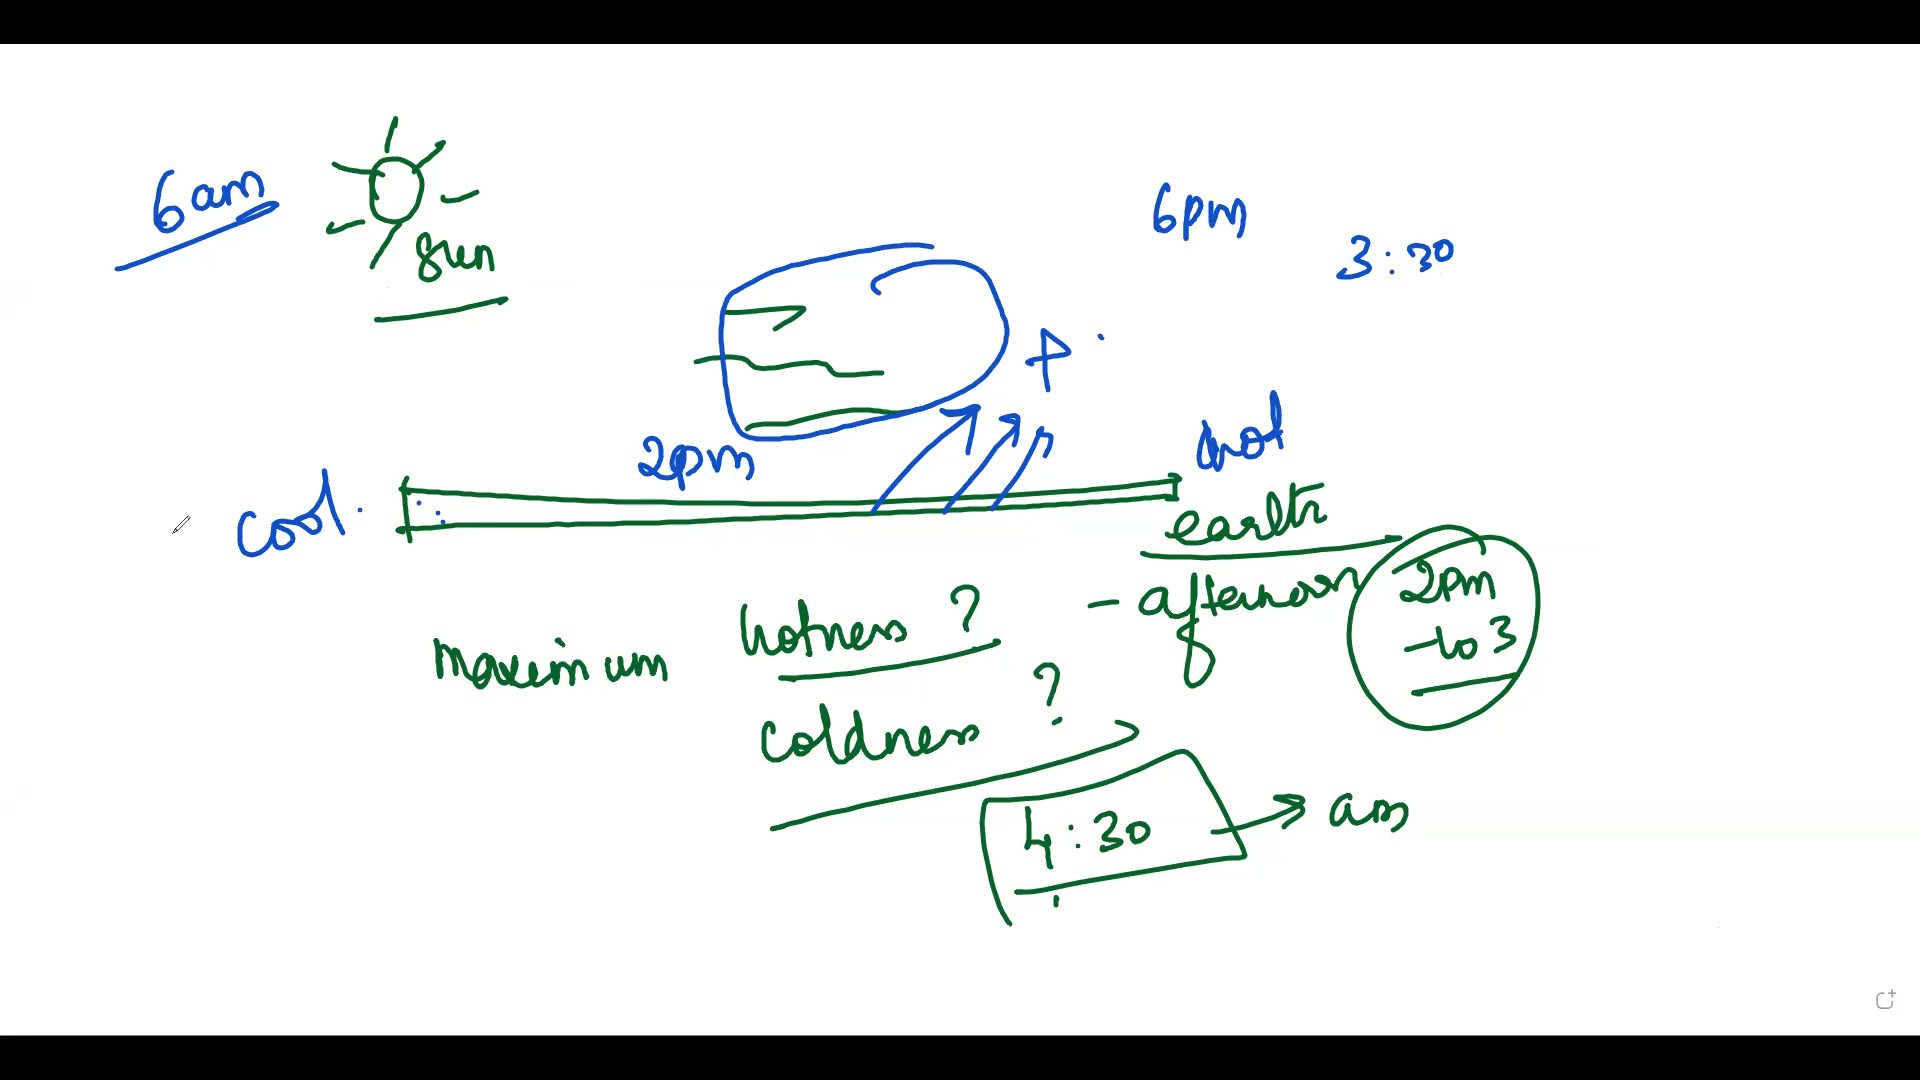 6am
sun
6pm
3:30
2pm
hot
cool.
earth
maximum hotness ? - afternoon 2pm
to 3
coldness ?
4:30 → am